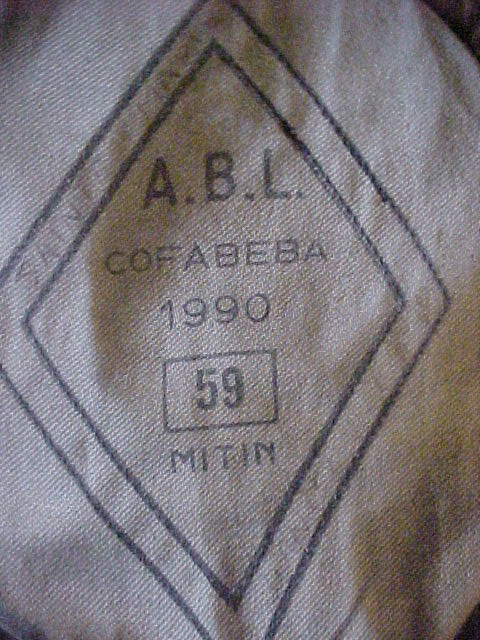 A.B.L.
COFABEBA
1990
59
MITIN